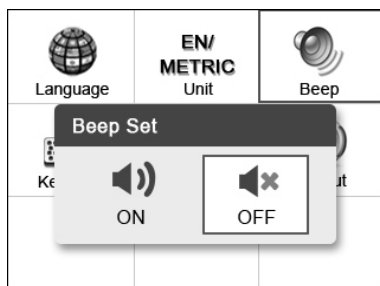 EN/
METRIC
Language
Unit
Beep
Beep Set
ON
OFF